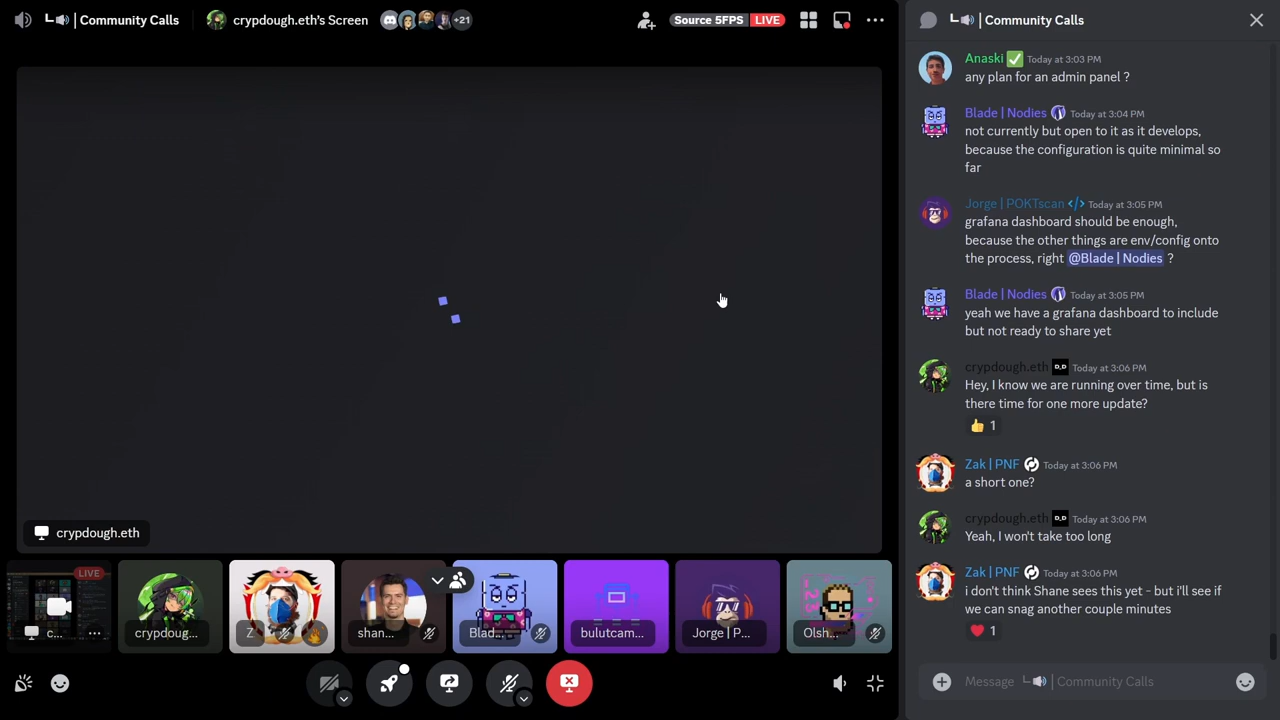 Community Calls
crypdough.eth's Screen
+21
Source 5FPS
LIVE
Community Calls
Anaski Today at 3:03 PM
any plan for an admin panel ?
Blade | Nodies Today at 3:04 PM
not currently but open to it as it develops,
because the configuration is quite minimal so
far
Jorge | POKTscan </> Today at 3:05 PM
grafana dashboard should be enough,
because the other things are env/config onto
the process, right @Blade | Nodies ?
Blade | Nodies Today at 3:05 PM
yeah we have a grafana dashboard to include
but not ready to share yet
crypdough.eth D,D Today at 3:06 PM
Hey, I know we are running over time, but is
there time for one more update?
👍 1
Zak | PNF Today at 3:06 PM
a short one?
crypdough.eth D,D Today at 3:06 PM
Yeah, I won't take too long
Zak | PNF Today at 3:06 PM
i don't think Shane sees this yet - but i'll see if
we can snag another couple minutes
❤️ 1
Message Community Calls
crypdough.eth
LIVE
c...
crypdoug...
Z
shan...
Blad...
bulutcam...
Jorge | P...
Olsh...